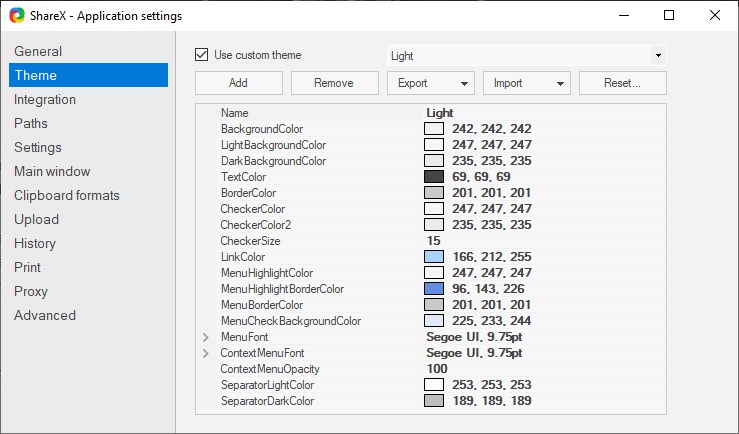 ShareX - Application settings
General
Theme
Integration
Paths
Settings
Main window
Clipboard formats
Upload
History
Print
Proxy
Advanced
Use custom theme Light
Add Remove Export Import Reset...
Name Light
BackgroundColor 242, 242, 242
LightBackgroundColor 247, 247, 247
DarkBackgroundColor 235, 235, 235
TextColor 69, 69, 69
BorderColor 201, 201, 201
CheckerColor 247, 247, 247
CheckerColor2 235, 235, 235
CheckerSize 15
LinkColor 166, 212, 255
MenuHighlightColor 247, 247, 247
MenuHighlightBorderColor 96, 143, 226
MenuBorderColor 201, 201, 201
MenuCheckBackgroundColor 225, 233, 244
MenuFont Segoe UI, 9.75pt
ContextMenuFont Segoe UI, 9.75pt
ContextMenuOpacity 100
SeparatorLightColor 253, 253, 253
SeparatorDarkColor 189, 189, 189